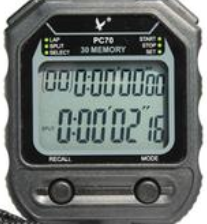 LAP START
SPLIT PC70 STOP
SELECT 30 MEMORY SET
00 0:00'00"00
SPLIT 0:00'02"16
RECALL MODE